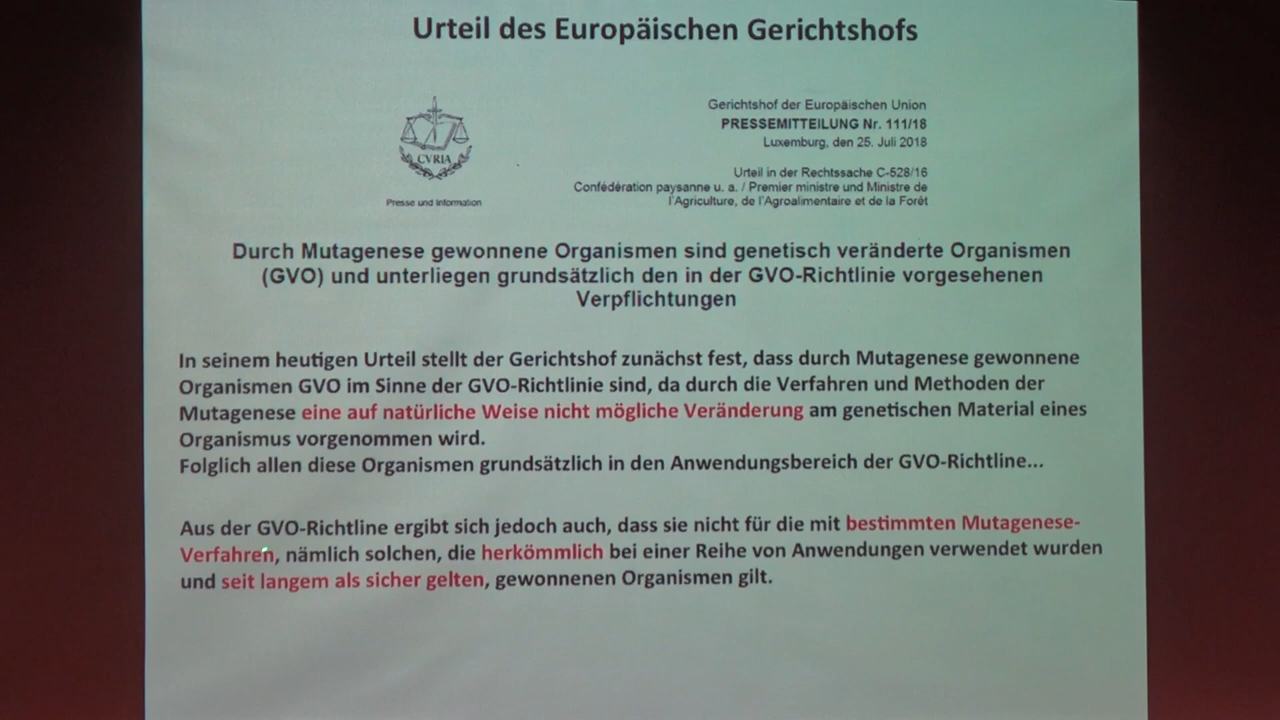 Urteil des Europäischen Gerichtshofs
CVRIA
Presse und Information
Gerichtshof der Europäischen Union
PRESSEMITTEILUNG Nr. 111/18
Luxemburg, den 25. Juli 2018
Urteil in der Rechtssache C-528/16
Confédération paysanne u. a. / Premier ministre und Ministre de
l'Agriculture, de l'Agroalimentaire et de la Forêt
Durch Mutagenese gewonnene Organismen sind genetisch veränderte Organismen
(GVO) und unterliegen grundsätzlich den in der GVO-Richtlinie vorgesehenen
Verpflichtungen
In seinem heutigen Urteil stellt der Gerichtshof zunächst fest, dass durch Mutagenese gewonnene
Organismen GVO im Sinne der GVO-Richtlinie sind, da durch die Verfahren und Methoden der
Mutagenese eine auf natürliche Weise nicht mögliche Veränderung am genetischen Material eines
Organismus vorgenommen wird.
Folglich allen diese Organismen grundsätzlich in den Anwendungsbereich der GVO-Richtline...
Aus der GVO-Richtline ergibt sich jedoch auch, dass sie nicht für die mit bestimmten Mutagenese-
Verfahren, nämlich solchen, die herkömmlich bei einer Reihe von Anwendungen verwendet wurden
und seit langem als sicher gelten, gewonnenen Organismen gilt.